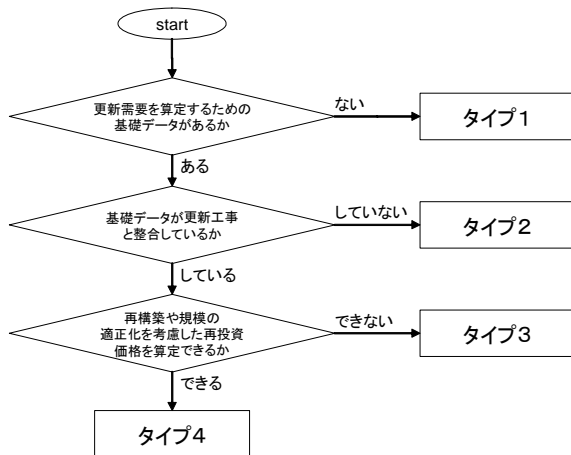 start
更新需要を算定するための
基礎データがあるか
ない
タイプ１
ある
基礎データが更新工事
と整合しているか
していない
タイプ２
している
再構築や規模の
適正化を考慮した再投資
価格を算定できるか
できない
タイプ３
できる
タイプ４